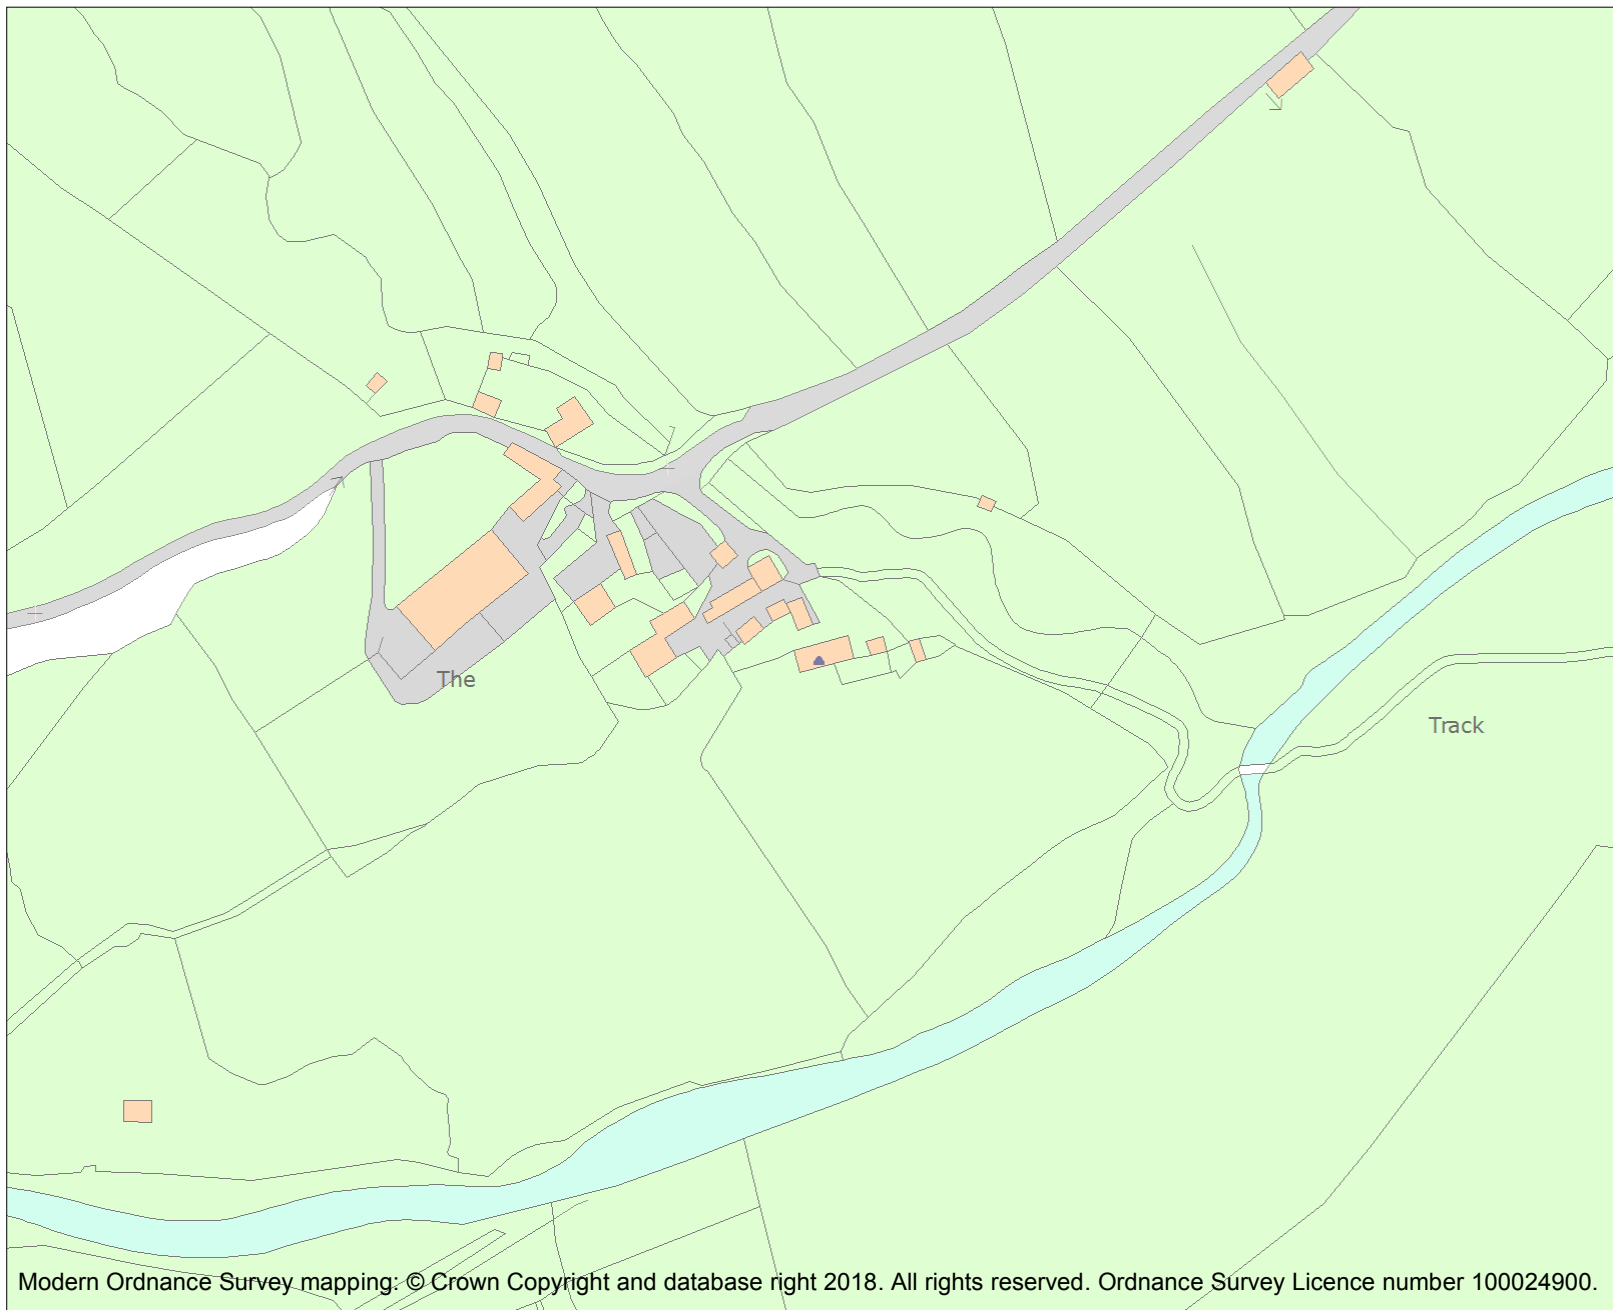 The
Track
Modern Ordnance Survey mapping: © Crown Copyright and database right 2018. All rights reserved. Ordnance Survey Licence number 100024900.